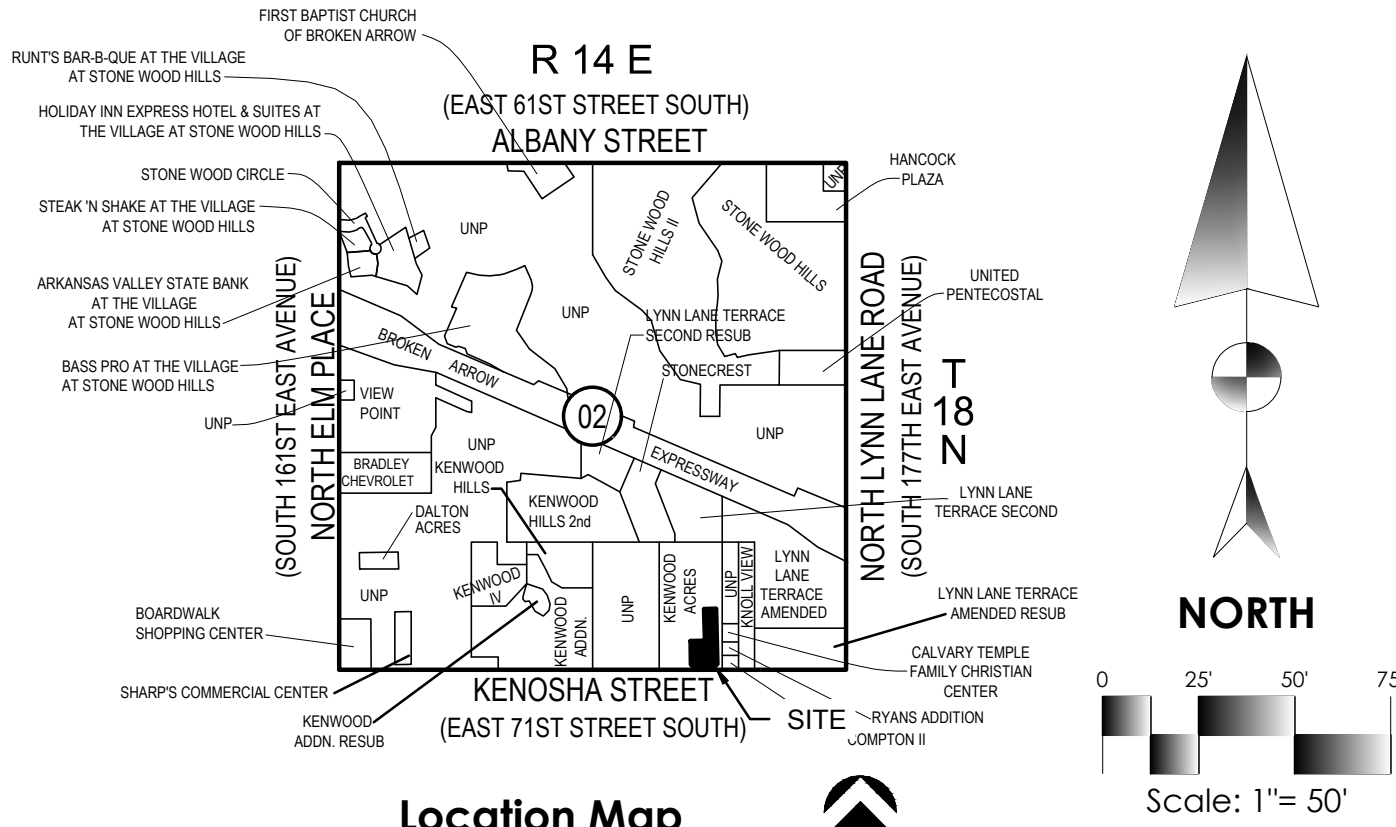 FIRST BAPTIST CHURCH
OF BROKEN ARROW
RUNT'S BAR-B-QUE AT THE VILLAGE
AT STONE WOOD HILLS
HOLIDAY INN EXPRESS HOTEL & SUITES AT
THE VILLAGE AT STONE WOOD HILLS
STONE WOOD CIRCLE
STEAK 'N SHAKE AT THE VILLAGE
AT STONE WOOD HILLS
ARKANSAS VALLEY STATE BANK
AT THE VILLAGE
AT STONE WOOD HILLS
BASS PRO AT THE VILLAGE
AT STONE WOOD HILLS
UNP
BOARDWALK
SHOPPING CENTER
SHARP'S COMMERCIAL CENTER
KENWOOD
ADDN. RESUB
R 14 E
(EAST 61ST STREET SOUTH)
ALBANY STREET
(SOUTH 161ST EAST AVENUE)
NORTH ELM PLACE
UNP
STONE WOOD
HILLS II
STONE WOOD HILLS
UNP
UNP
LYNN LANE TERRACE
SECOND RESUB
STONECREST
BROKEN
ARROW
02
EXPRESSWAY
UNP
VIEW
POINT
UNP
BRADLEY
CHEVROLET
KENWOOD
HILLS
KENWOOD
HILLS 2nd
DALTON
ACRES
UNP
KENWOOD
IV
KENWOOD
ADDN.
UNP
KENWOOD
ACRES
UNP
KNOLL VIEW
LYNN
LANE
TERRACE
AMENDED
KENOSHA STREET
(EAST 71ST STREET SOUTH)
SITE
HANCOCK
PLAZA
UNITED
PENTECOSTAL
NORTH LYNN LANE ROAD
(SOUTH 177TH EAST AVENUE)
T
18
N
LYNN LANE
TERRACE SECOND
LYNN LANE TERRACE
AMENDED RESUB
CALVARY TEMPLE
FAMILY CHRISTIAN
CENTER
RYANS ADDITION
COMPTON II
Location Map
NORTH
0 25' 50' 75
Scale: 1"= 50'